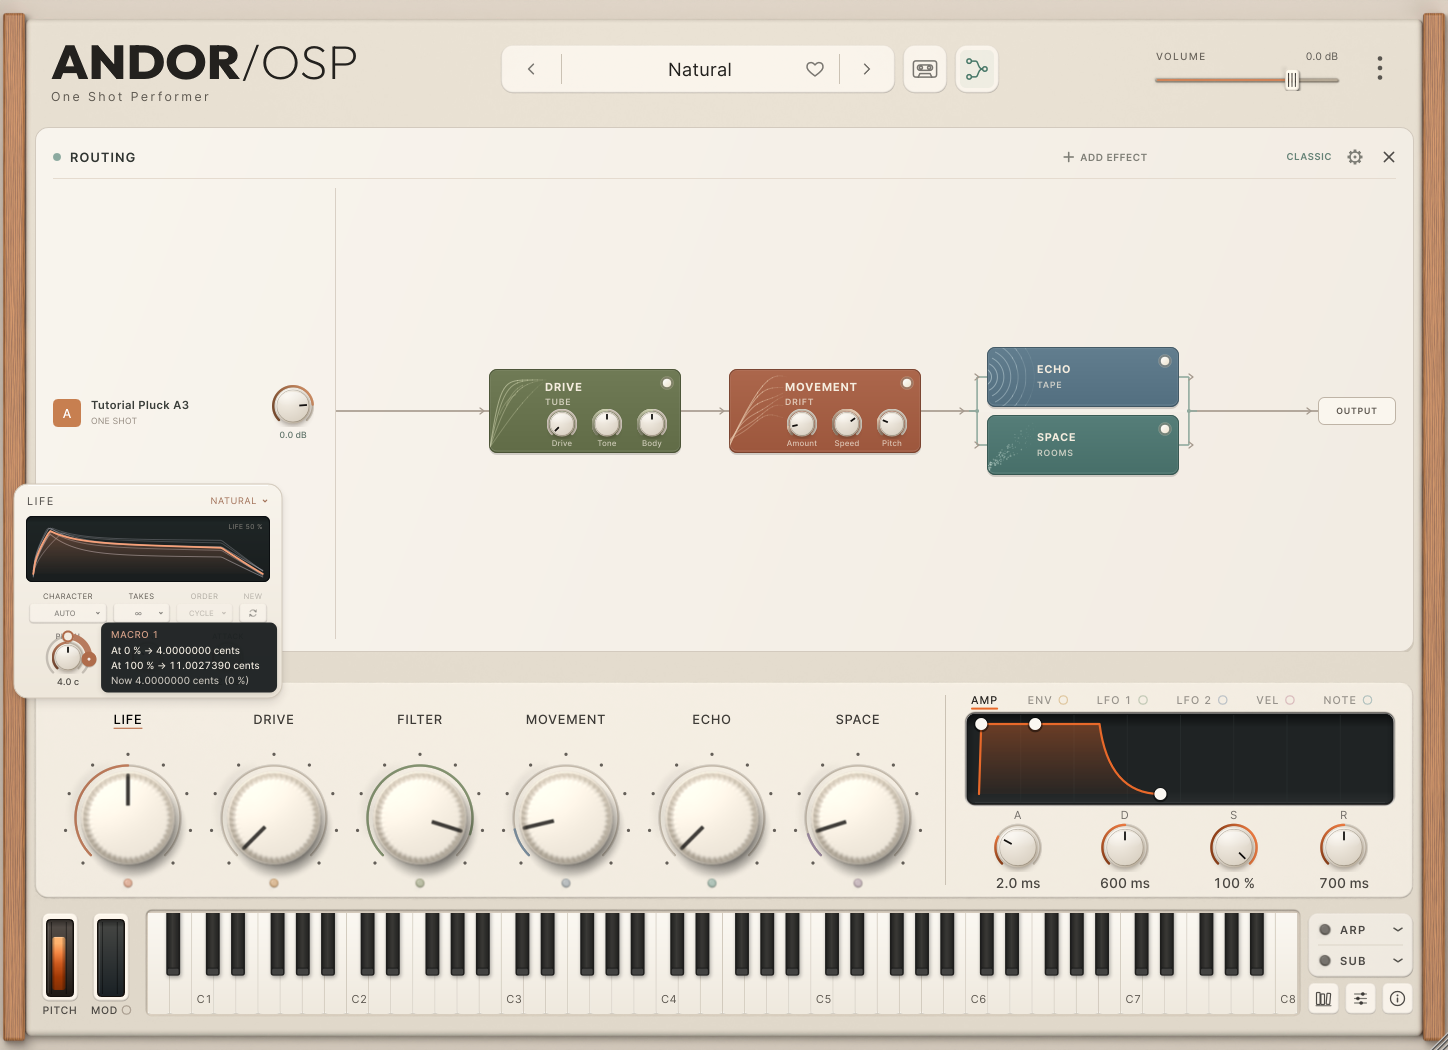 ANDOR/OSP
One Shot Performer
Natural
VOLUME
0.0 dB
ROUTING
ADD EFFECT
CLASSIC
A
Tutorial Pluck A3
ONE SHOT
0.0 dB
DRIVE
TUBE
Drive
Tone
Body
MOVEMENT
DRIFT
Amount
Speed
Pitch
ECHO
TAPE
SPACE
ROOMS
OUTPUT
LIFE
NATURAL
LIFE 50 %
CHARACTER
TAKES
ORDER
NEW
AUTO
∞
CYCLE
4.0 c
MACRO 1
At 0 % → 4.0000000 cents
At 100 % → 11.0027390 cents
Now 4.0000000 cents (0 %)
LIFE
DRIVE
FILTER
MOVEMENT
ECHO
SPACE
AMP
ENV
LFO 1
LFO 2
VEL
NOTE
A
D
S
R
2.0 ms
600 ms
100 %
700 ms
PITCH
MOD
C1
C2
C3
C4
C5
C6
C7
C8
ARP
SUB